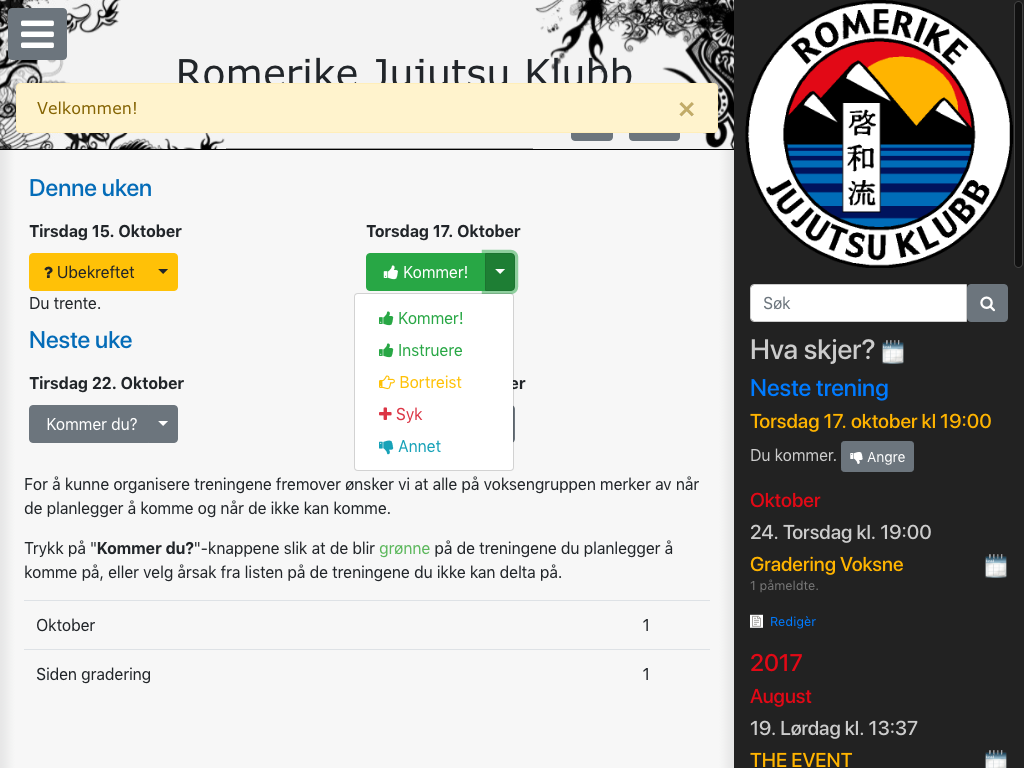 Romerike Jujutsu Klubb
Velkommen!
×
Denne uken
Tirsdag 15. Oktober
Torsdag 17. Oktober
? Ubekreftet
Kommer!
Du trente.
Kommer!
Instruere
Bortreist
Syk
Annet
Neste uke
Tirsdag 22. Oktober
Kommer du?
For å kunne organisere treningene fremover ønsker vi at alle på voksengruppen merker av når
de planlegger å komme og når de ikke kan komme.
Trykk på "Kommer du?"-knappene slik at de blir grønne på de treningene du planlegger å
komme på, eller velg årsak fra listen på de treningene du ikke kan delta på.
Oktober 1
Siden gradering 1
ROMERIKE
啓和流
JUJUTSU KLUBB
Søk
Hva skjer?
Neste trening
Torsdag 17. oktober kl 19:00
Du kommer. Angre
Oktober
24. Torsdag kl. 19:00
Gradering Voksne
1 påmeldte.
Redigèr
2017
August
19. Lørdag kl. 13:37
THE EVENT